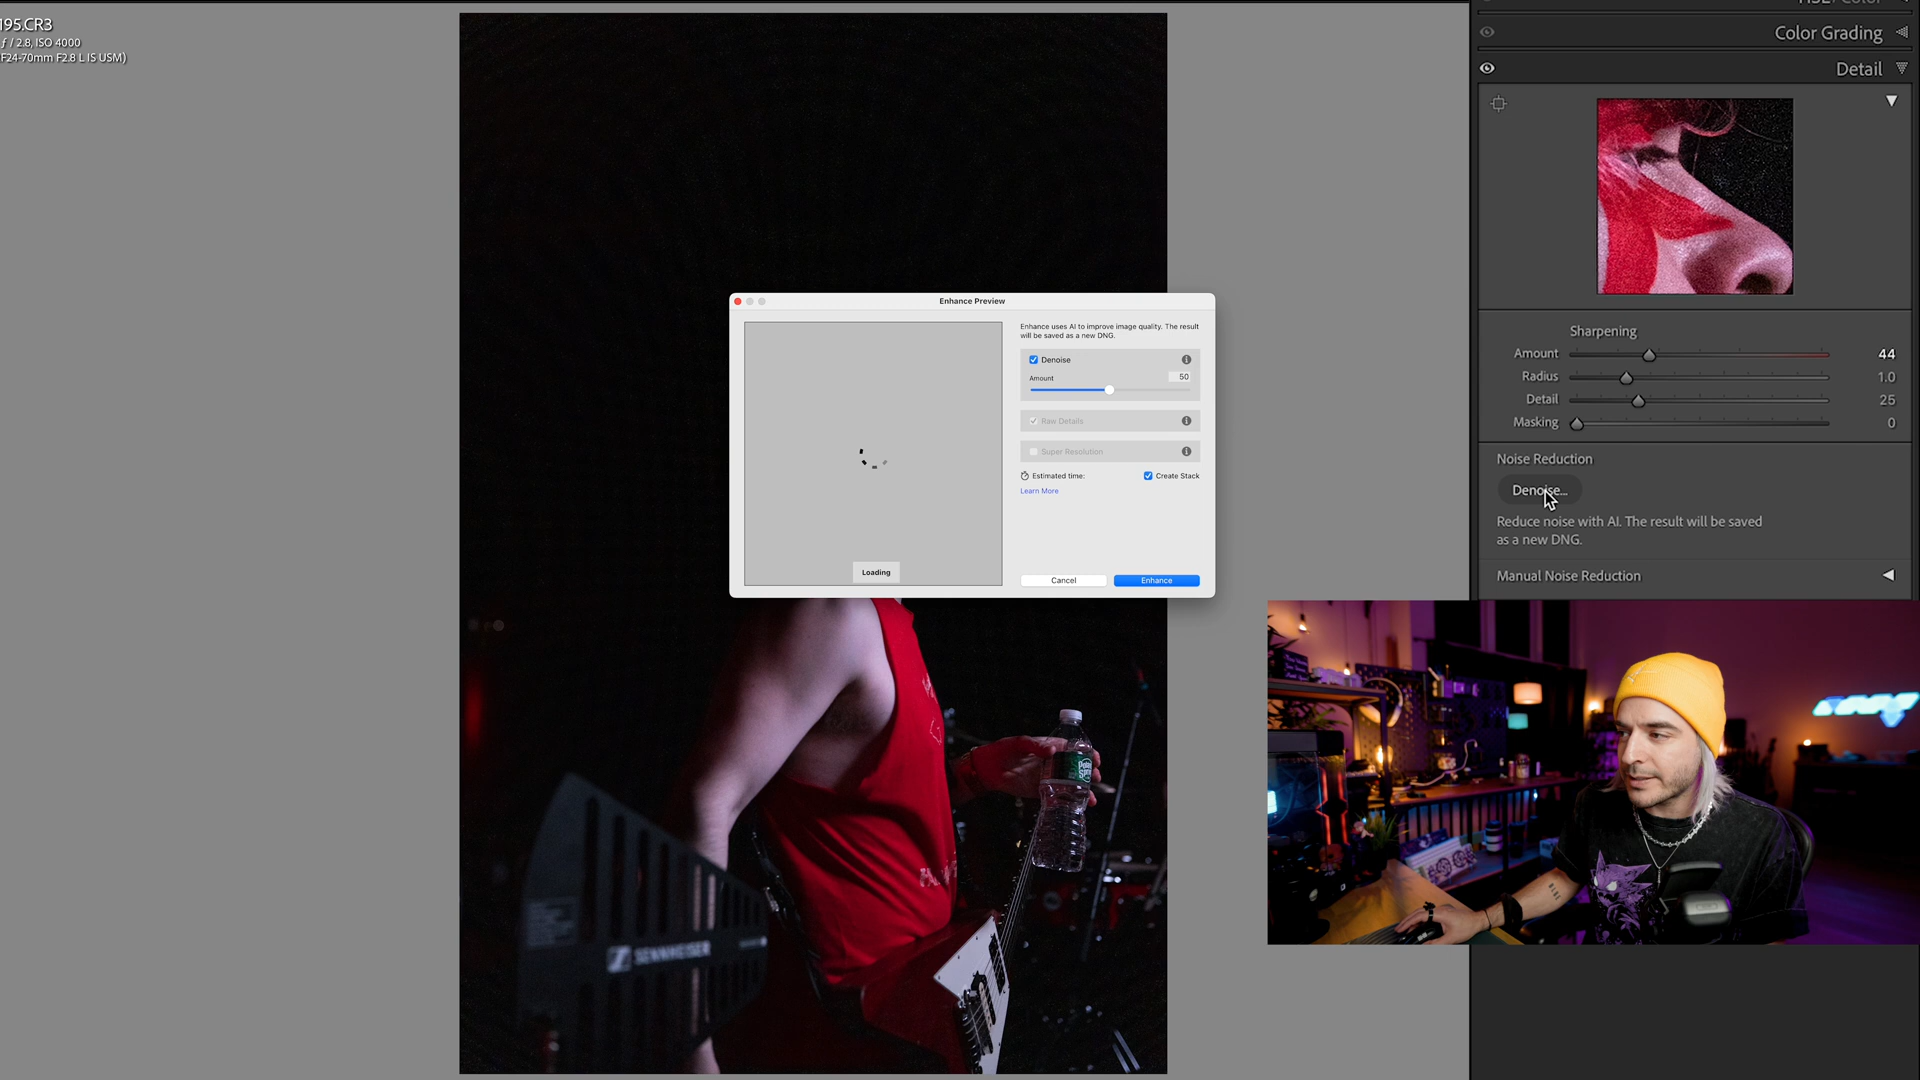 195.CR3
ƒ / 2.8, ISO 4000
F24-70mm F2.8 L IS USM)
Color Grading
Detail
Sharpening
Amount 44
Radius 1.0
Detail 25
Masking 0
Noise Reduction
Denoise...
Reduce noise with AI. The result will be saved
as a new DNG.
Manual Noise Reduction
Enhance Preview
Enhance uses AI to improve image quality. The result
will be saved as a new DNG.
Denoise
Amount 50
Raw Details
Super Resolution
Estimated time:
Create Stack
Learn More
Loading
Cancel
Enhance
SENNHEISER